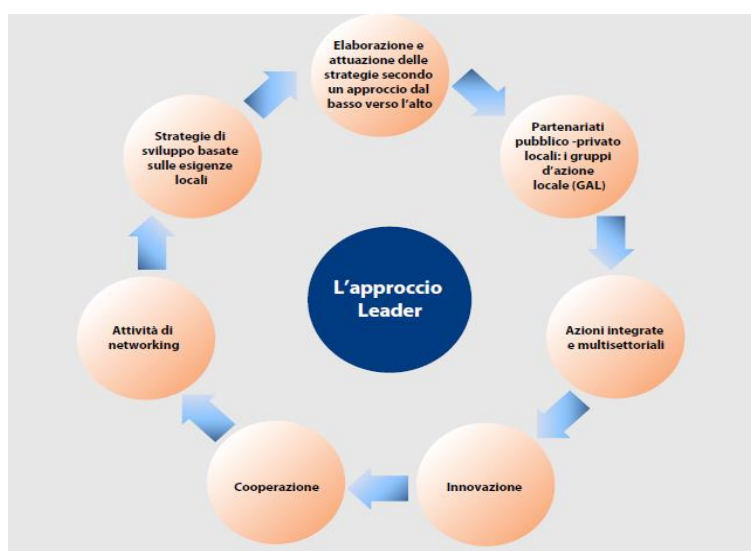 Elaborazione e
attuazione delle
strategie secondo
un approccio dal
basso verso l'alto
Partenariati
pubblico -privato
locali: i gruppi
d'azione
locale (GAL)
Azioni integrate
e multisettoriali
Innovazione
Cooperazione
Attività di
networking
Strategie di
sviluppo basate
sulle esigenze
locali
L'approccio
Leader